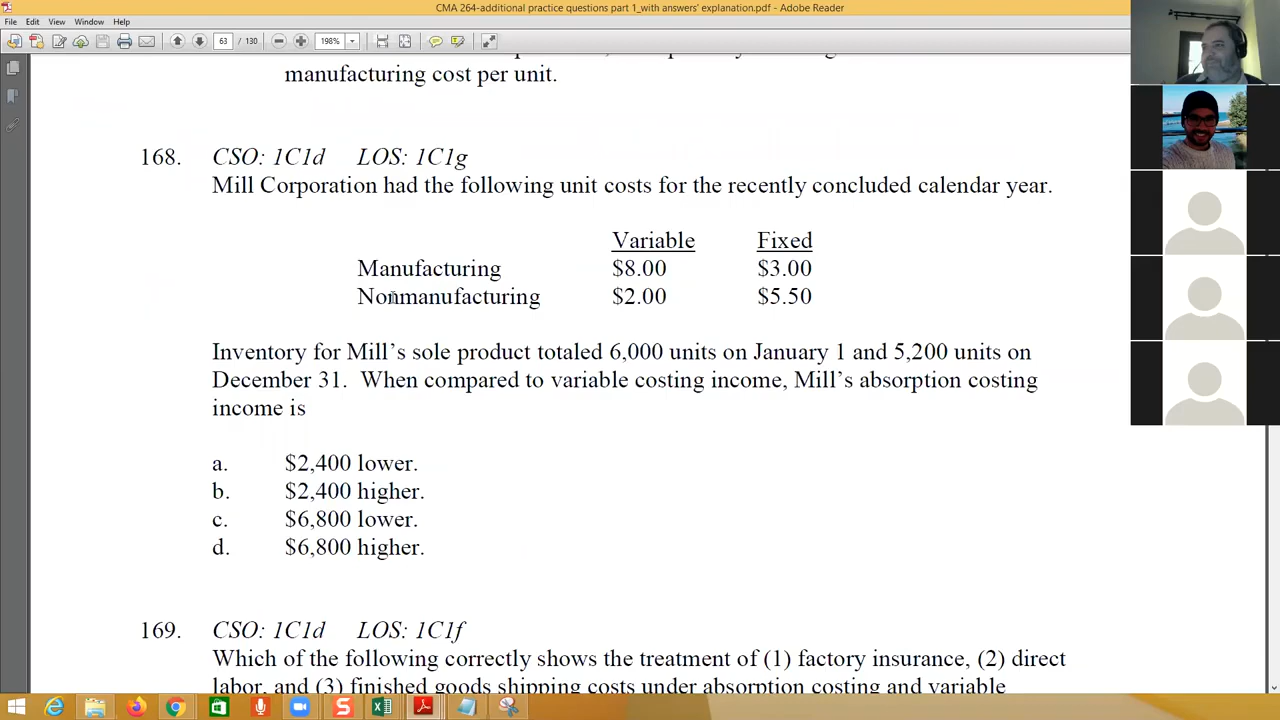 CMA 264-additional practice questions part 1_with answers' explanation.pdf - Adobe Reader
File Edit View Window Help
63 / 130 198%
manufacturing cost per unit.
168. CSO: 1C1d LOS: 1C1g
Mill Corporation had the following unit costs for the recently concluded calendar year.
Variable Fixed
Manufacturing $8.00 $3.00
Nonmanufacturing $2.00 $5.50
Inventory for Mill's sole product totaled 6,000 units on January 1 and 5,200 units on
December 31. When compared to variable costing income, Mill's absorption costing
income is
a. $2,400 lower.
b. $2,400 higher.
c. $6,800 lower.
d. $6,800 higher.
169. CSO: 1C1d LOS: 1C1f
Which of the following correctly shows the treatment of (1) factory insurance, (2) direct
labor, and (3) finished goods shipping costs under absorption costing and variable